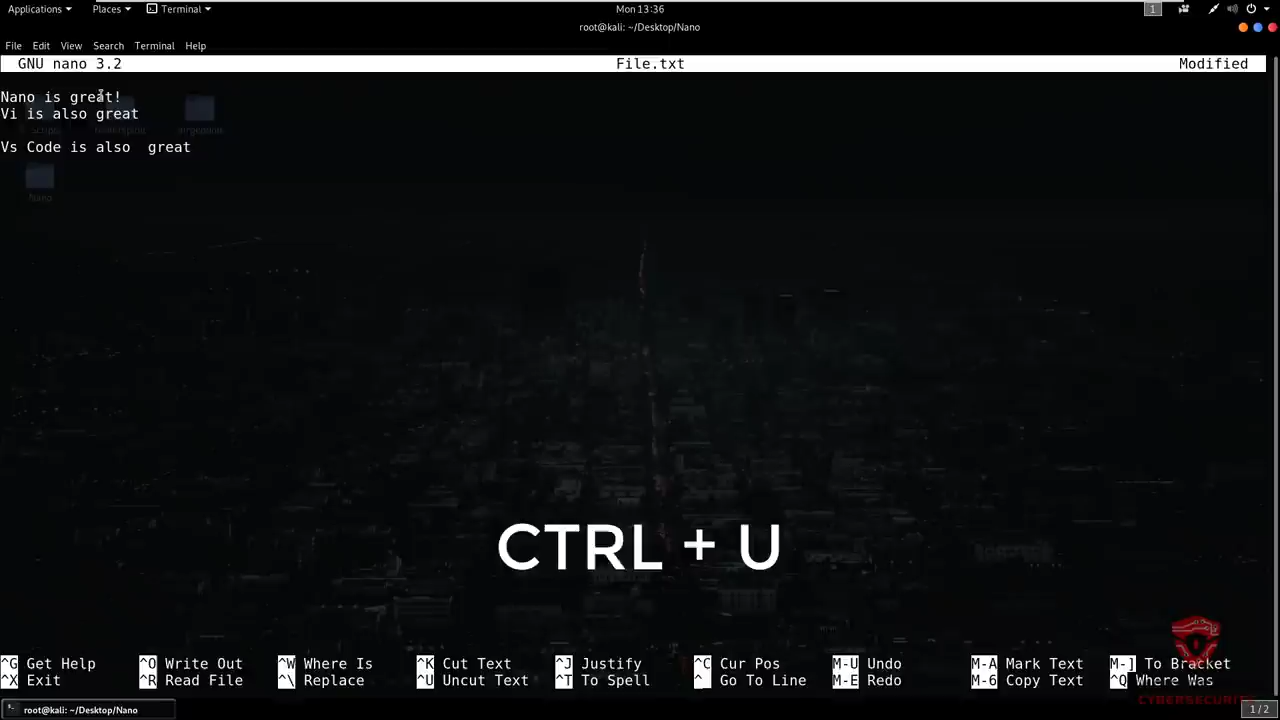 Applications Places Terminal Mon 13:36 1
root@kali: ~/Desktop/Nano
File Edit View Search Terminal Help
GNU nano 3.2 File.txt Modified
Nano is great!
Vi is also great
Vs Code is also  great
Nano
CTRL + U
^G Get Help ^O Write Out ^W Where Is ^K Cut Text ^J Justify ^C Cur Pos M-U Undo M-A Mark Text M-] To Bracket
^X Exit ^R Read File ^\ Replace ^U Uncut Text ^T To Spell ^_ Go To Line M-E Redo M-6 Copy Text ^Q Where Was
CYBERSECURITY
root@kali: ~/Desktop/Nano 1/2